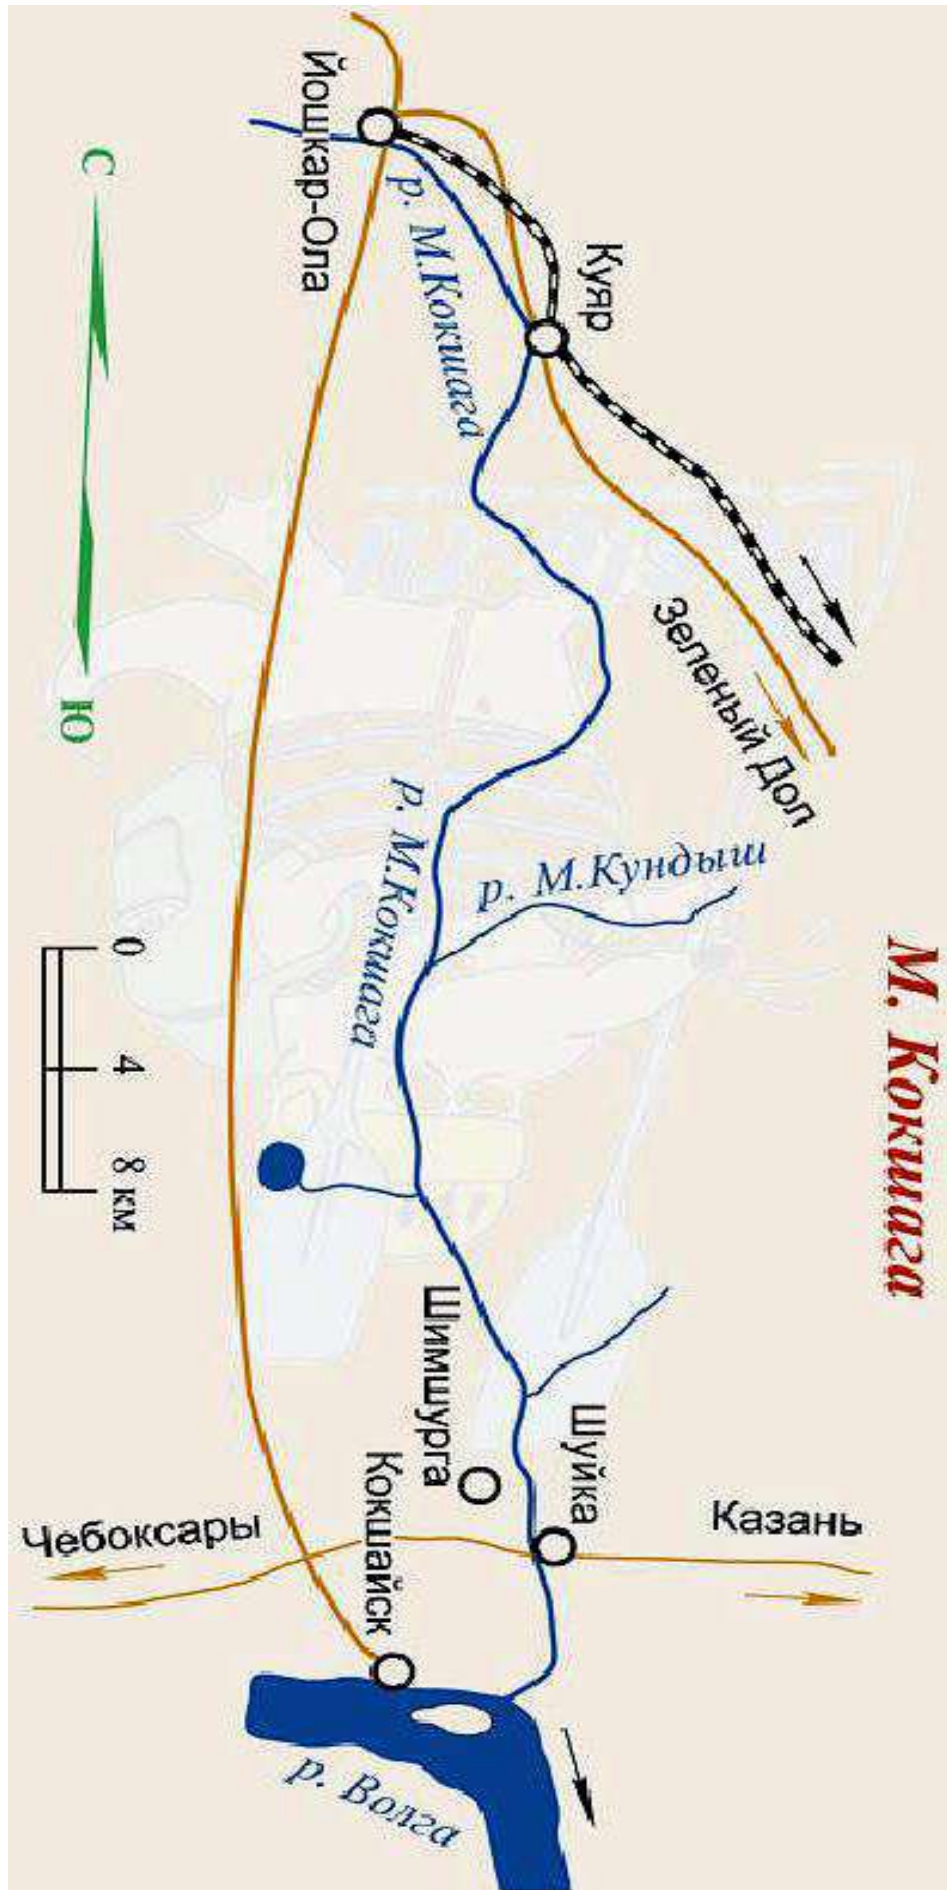 М. Кокшага
Йошкар-Ола
С
р. М.Кокшага
Куяр
Ю
Зеленый Дол
р. М.Кокшага
р. М.Кундыш
0 4 8 км
Шимшурга
Шуйка
Кокшайск
Чебоксары
Казань
р. Волга